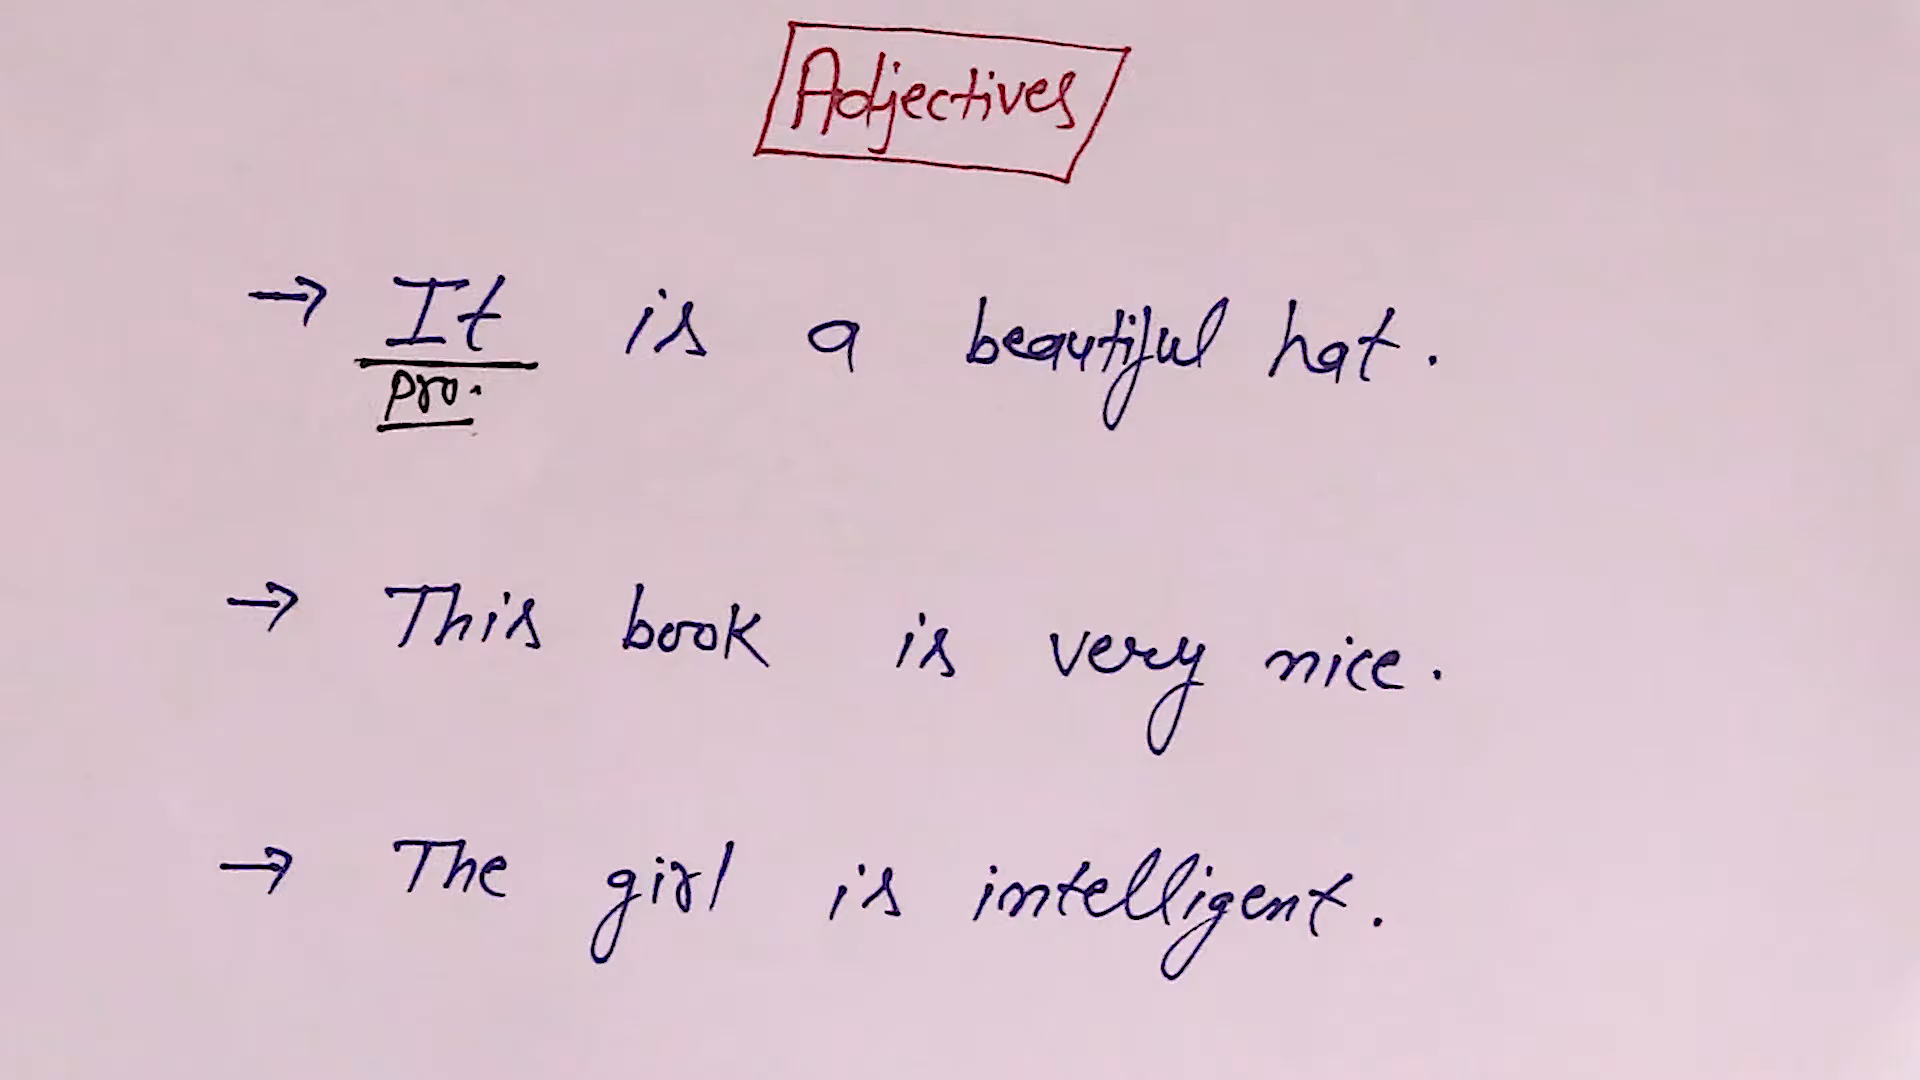 Adjectives
→ It is a beautiful hat.
pro.
→ This book is very nice.
→ The girl is intelligent.